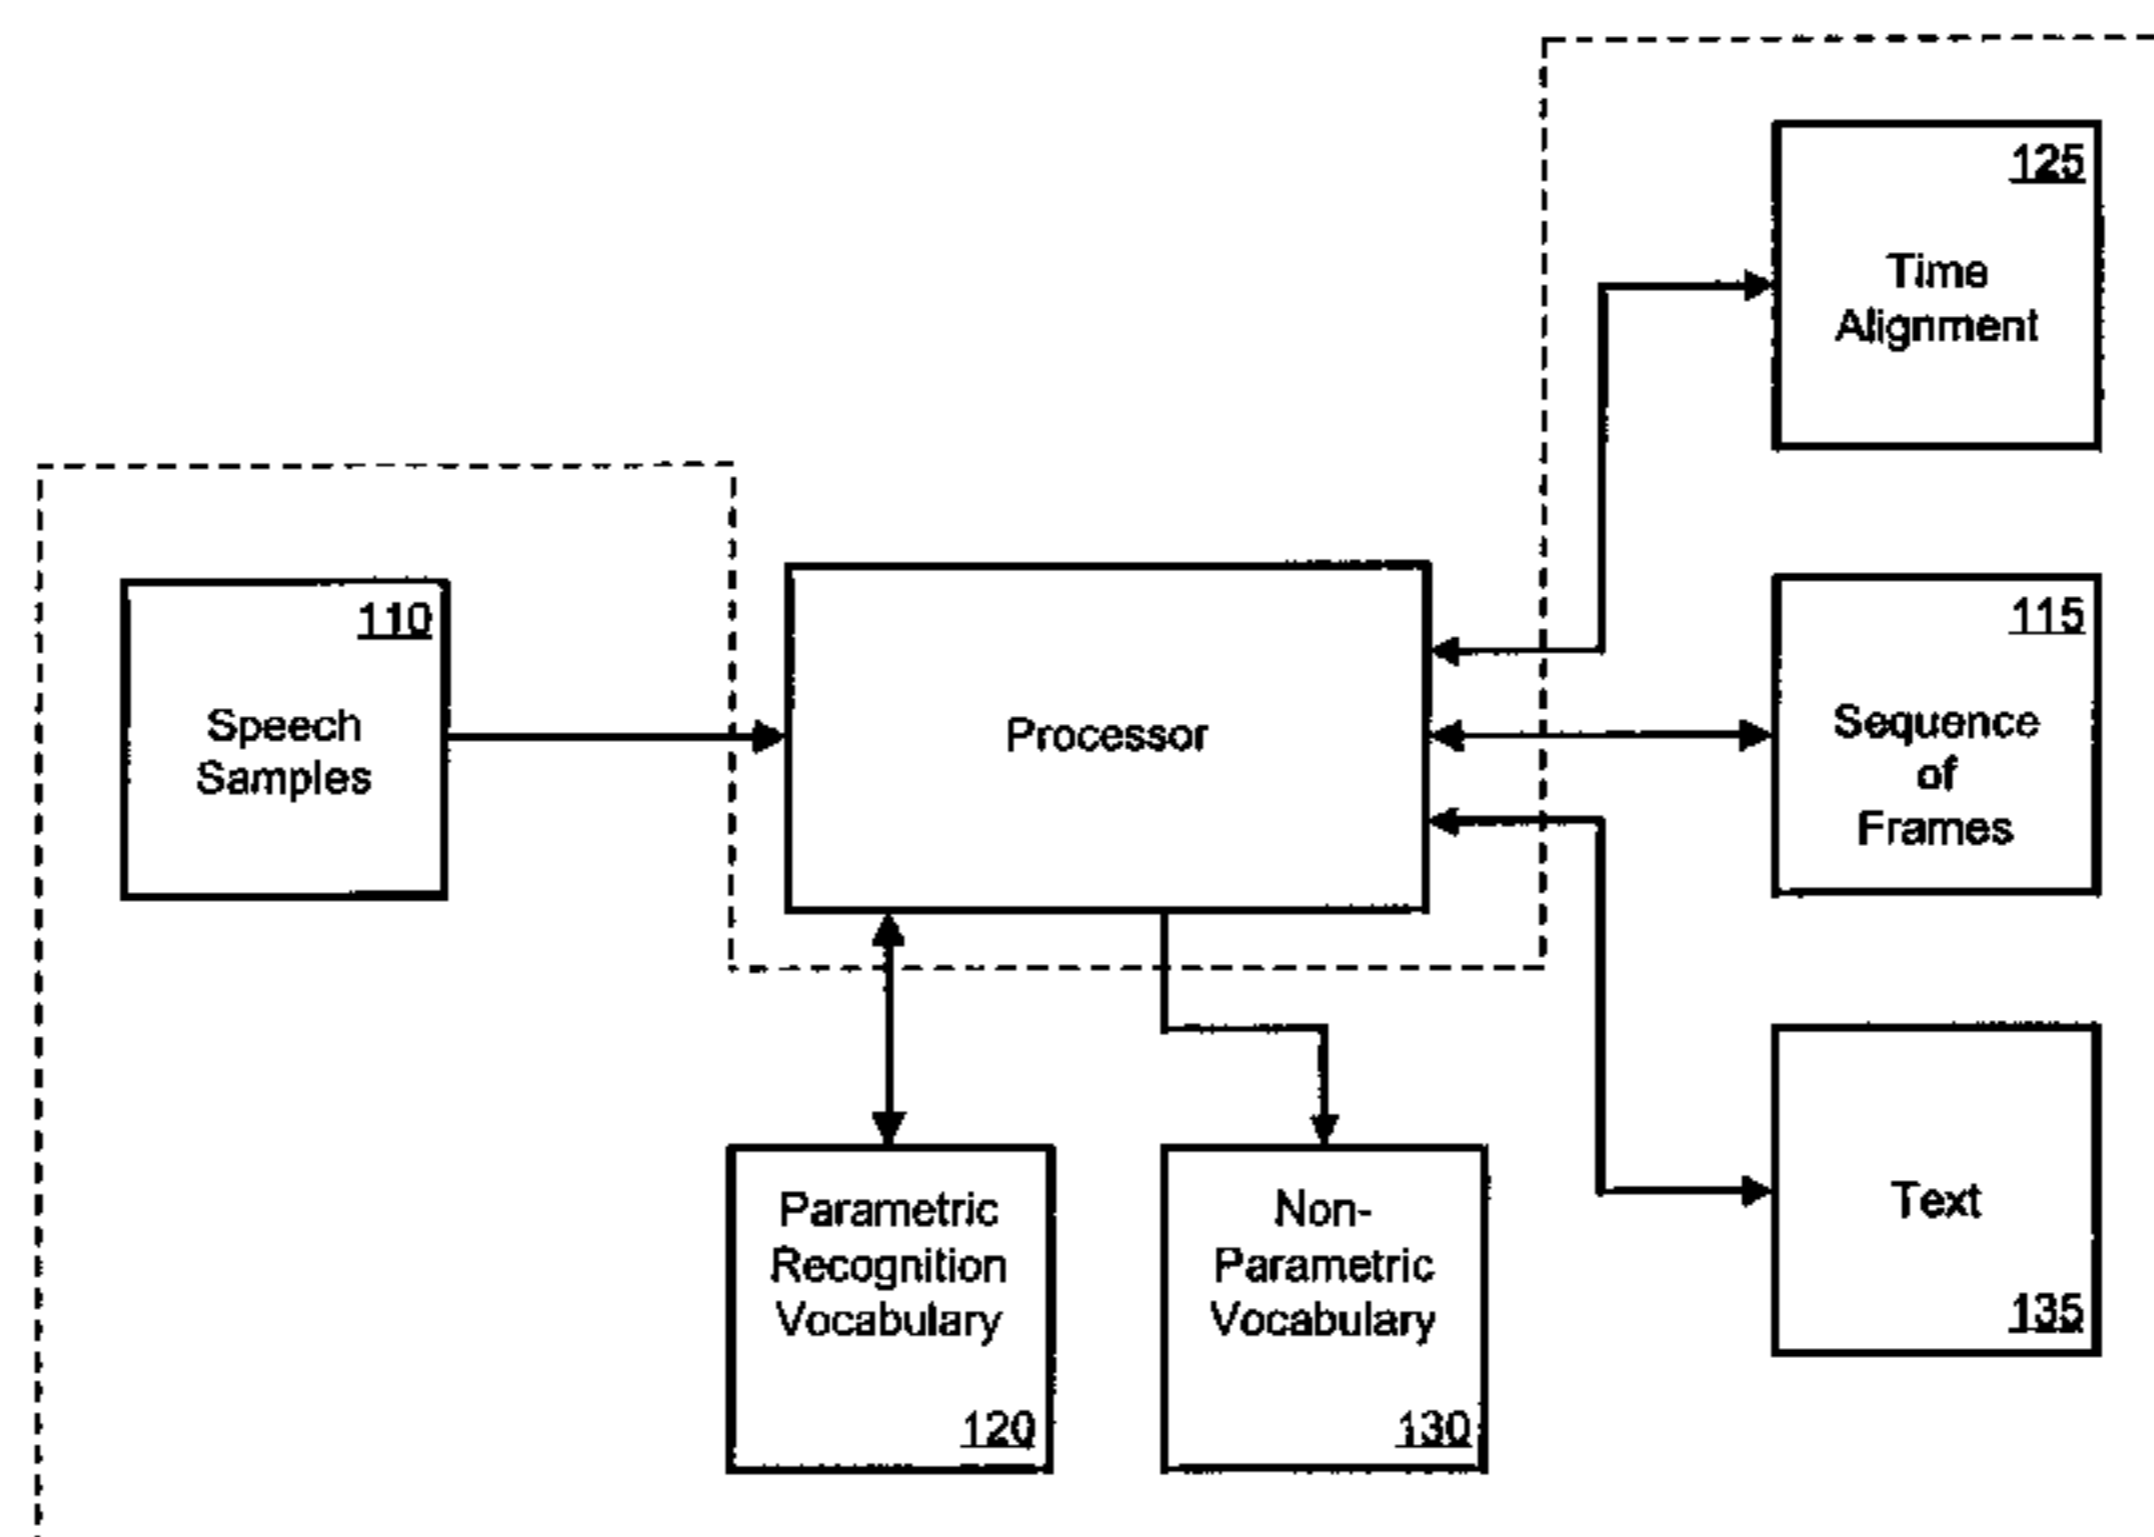 125
Time
Alignment
110
Speech
Samples
Processor
115
Sequence
of
Frames
Parametric
Recognition
Vocabulary
120
Non-
Parametric
Vocabulary
130
Text
135